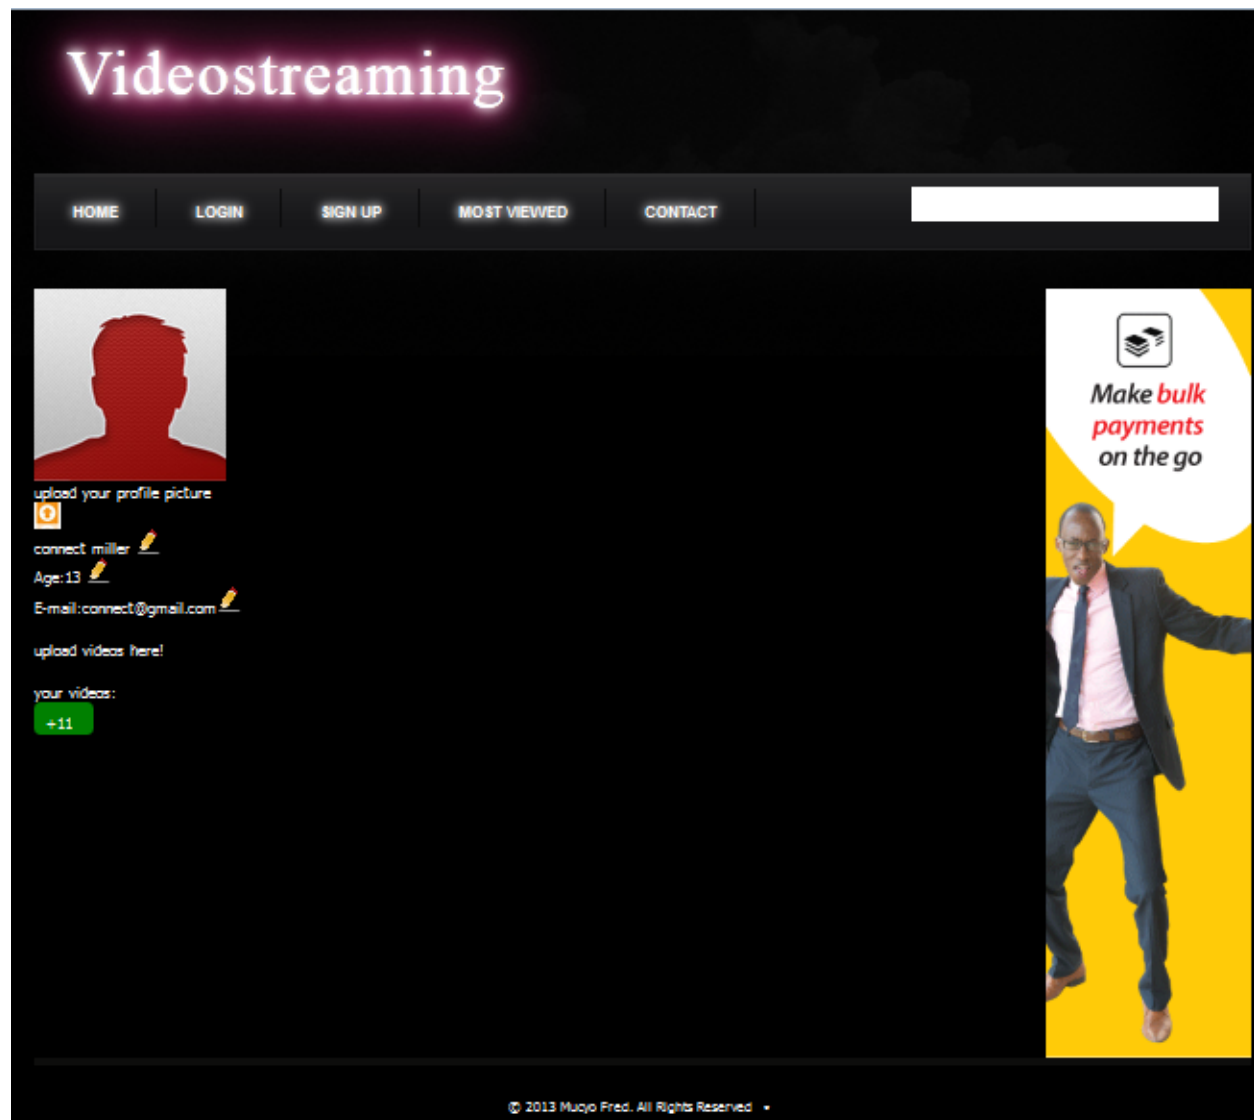 Videostreaming
HOME LOGIN SIGN UP MOST VIEWED CONTACT
upload your profile picture
connect miller
Age:13
E-mail:connect@gmail.com
upload videos here!
your videos:
+11
Make bulk
payments
on the go
© 2013 Mucyo Fred. All Rights Reserved •